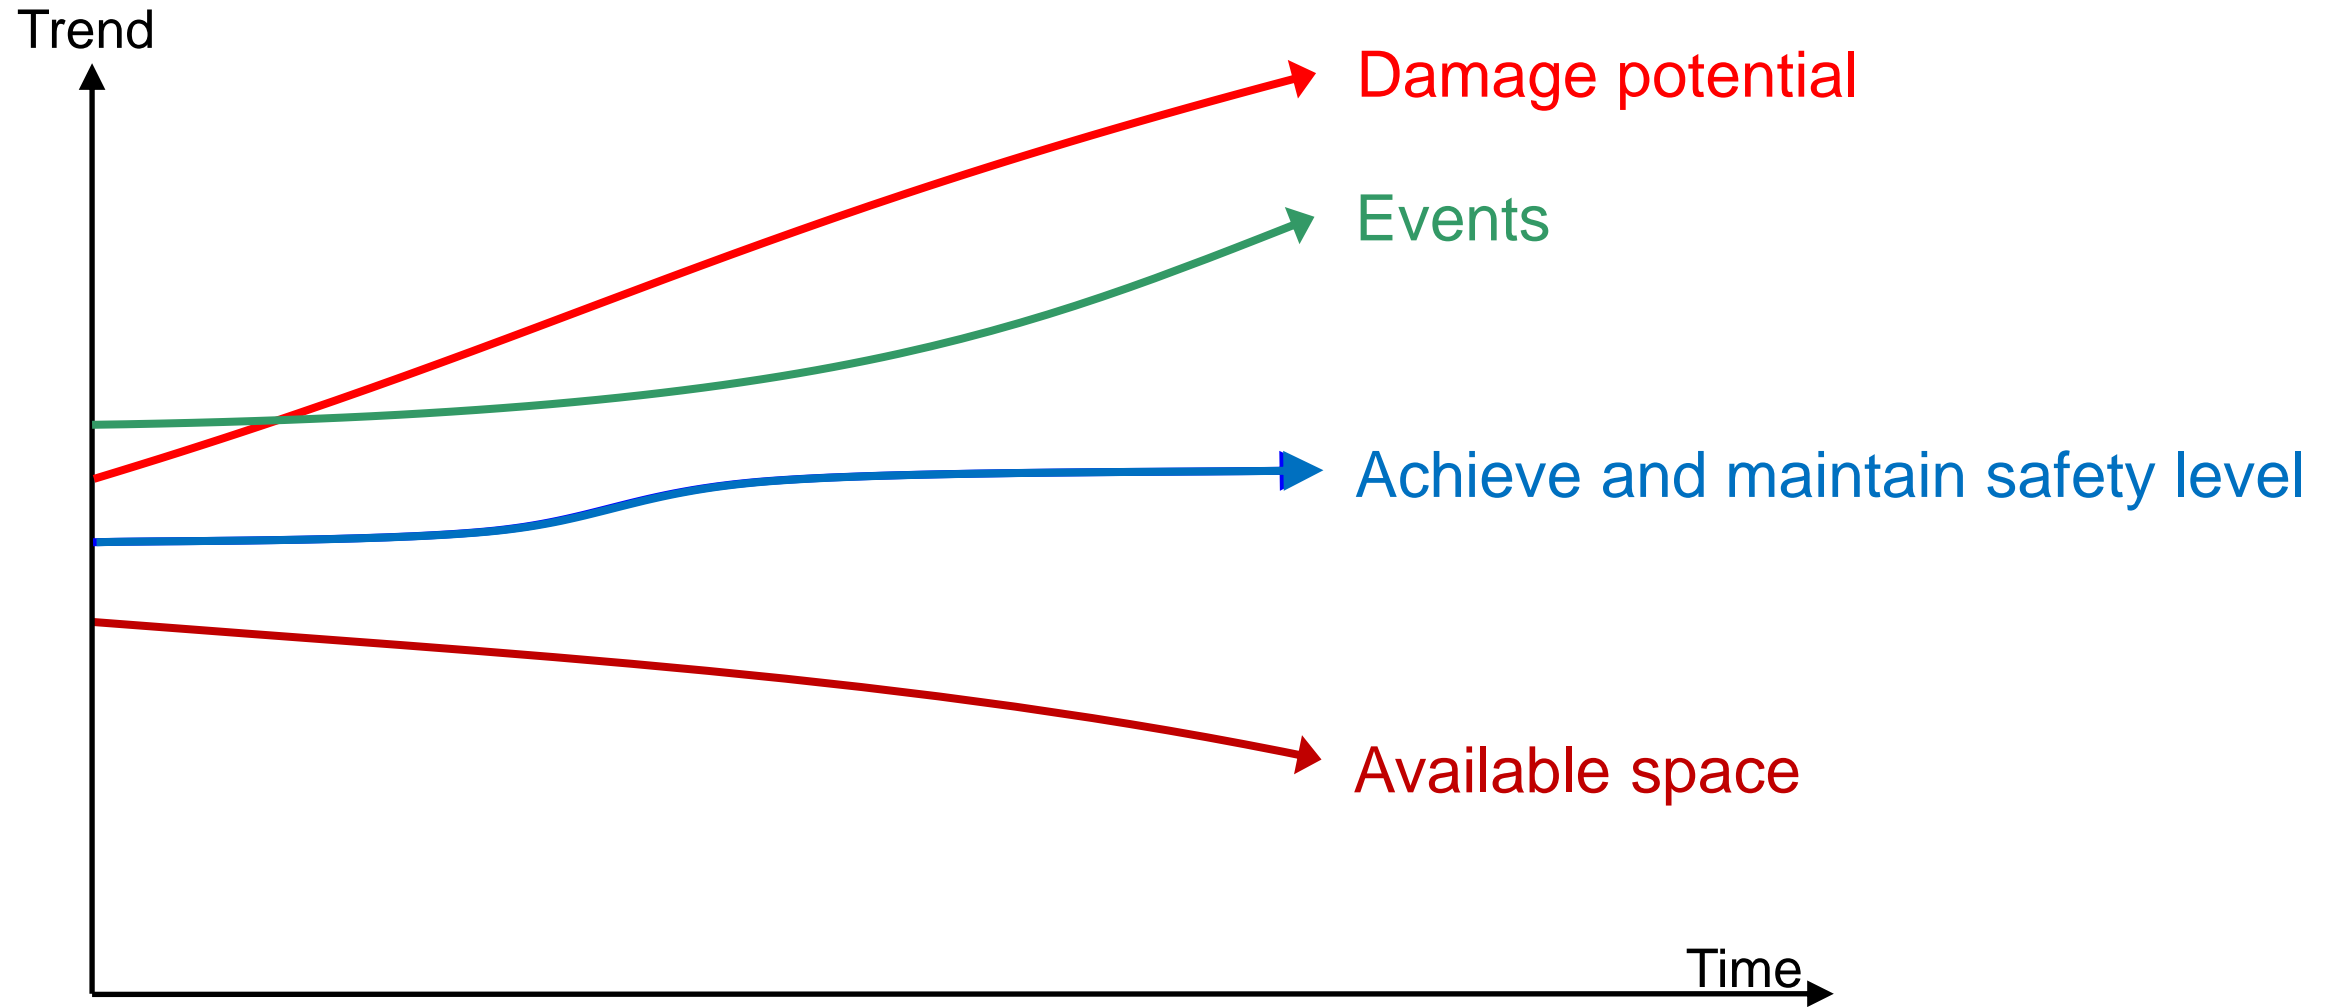 Trend
Damage potential
Events
Achieve and maintain safety level
Available space
Time